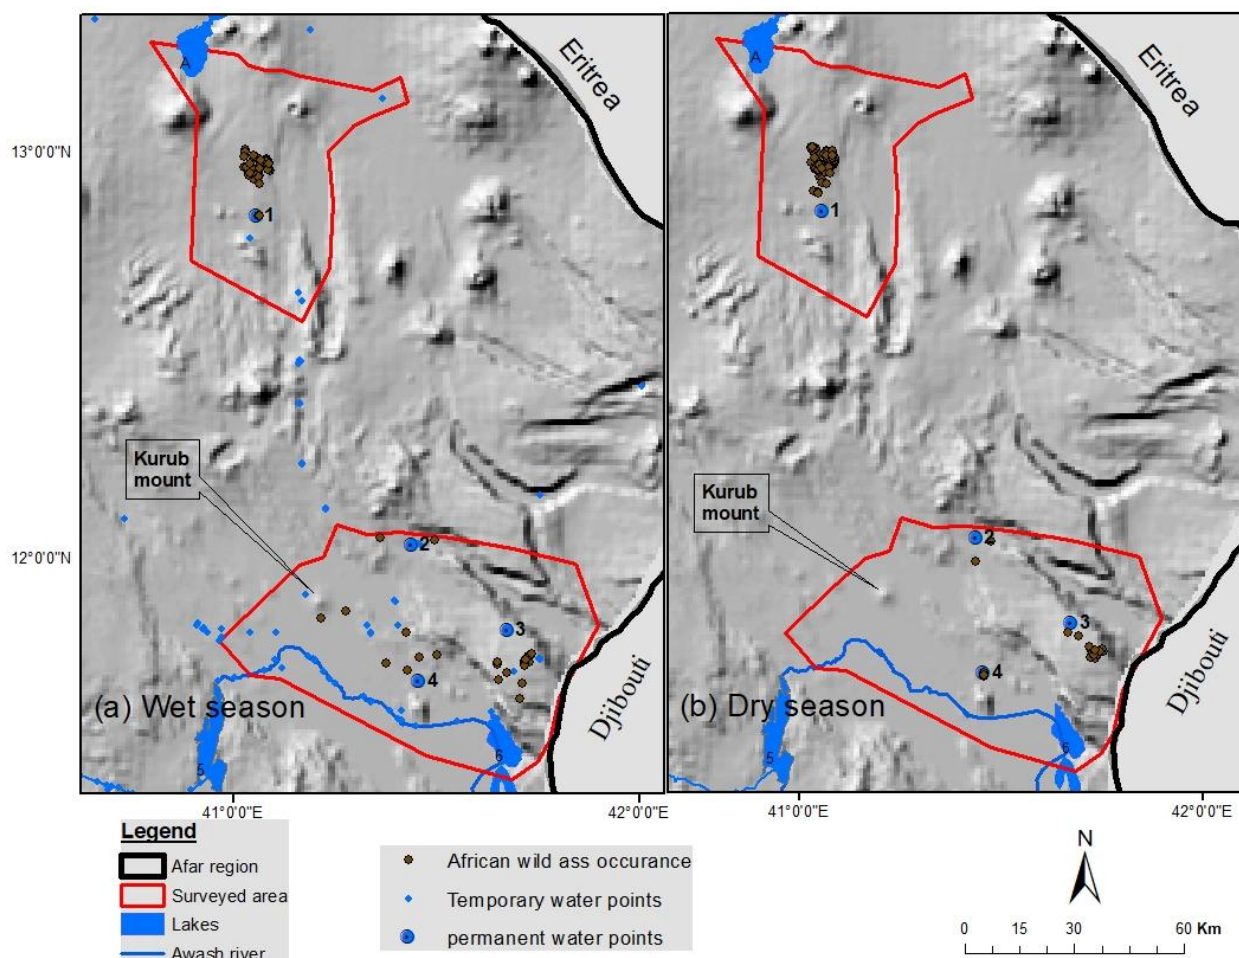 A
Eritrea
A
Eritrea
13°0'0"N
1
1
Kurub
mount
Kurub
mount
12°0'0"N
2
2
3
3
4
4
(a) Wet season
Djibouti
(b) Dry season
Djibouti
5
6
5
6
41°0'0"E
42°0'0"E
41°0'0"E
42°0'0"E
Legend
Afar region
Surveyed area
Lakes
Awash river
African wild ass occurance
Temporary water points
permanent water points
N
0 15 30 60 Km